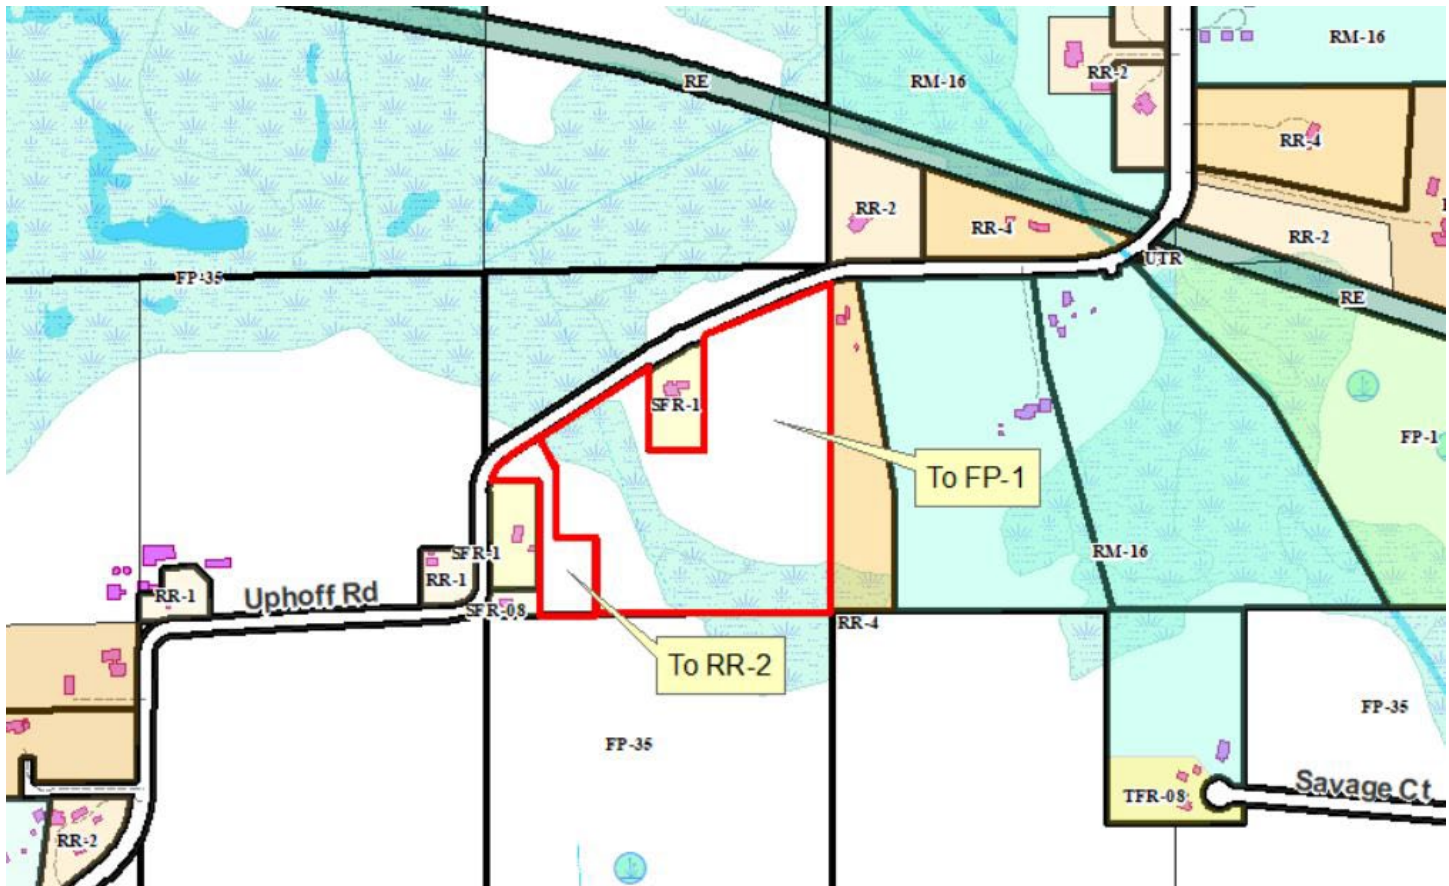 RM-16
RE
RM-16
RR-2
RR-4
RR-2
RR-4
RR-2
UTR
FP-35
RE
SFR-1
FP-1
To FP-1
SFR-1
RM-16
RR-1
RR-1
Uphoff Rd
SFR-08
RR-4
To RR-2
FP-35
FP-35
Savage Ct
TFR-08
RR-2